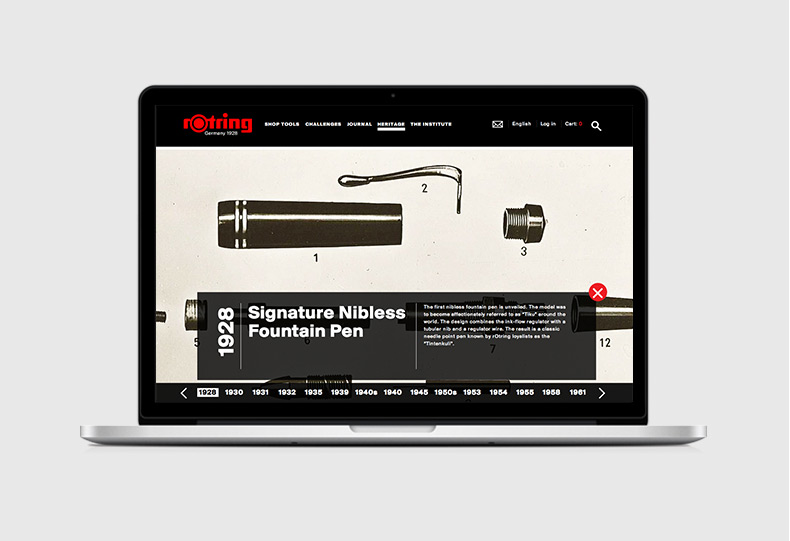 rotring
Germany 1928
SHOP TOOLS CHALLENGES JOURNAL HERITAGE THE INSTITUTE
English Log in Cart: 0
2
1
3
1928
Signature Nibless
Fountain Pen
The first nibless fountain pen is unveiled. The model was
to become affectionately referred to as "Tiku" around the
world. The design combines the ink-flow regulator with a
tubular nib and a regulator wire. The result is a classic
needle point pen known by rOtring loyalists as the
"Tintenkuli".
5
6
7
12
1928 1930 1931 1932 1935 1939 1940s 1940 1945 1950s 1953 1954 1955 1958 1961